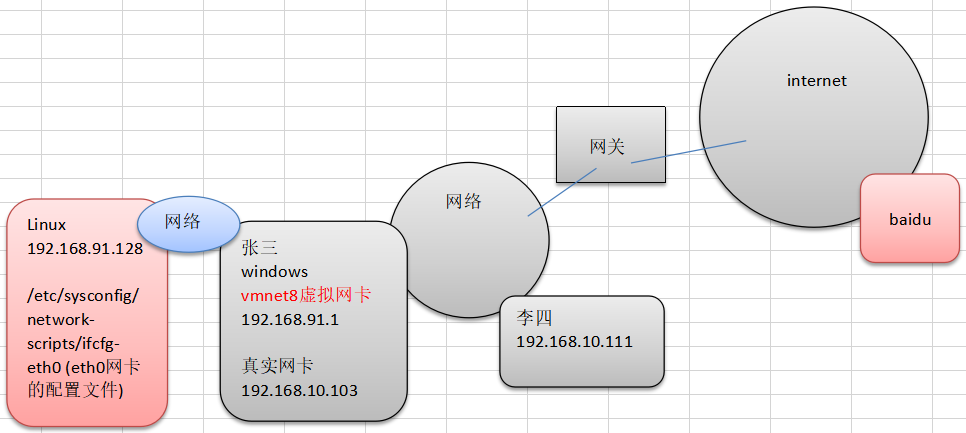 Linux
192.168.91.128
/etc/sysconfig/
network-
scripts/ifcfg-
eth0 (eth0网卡
的配置文件)
网络
张三
windows
vmnet8虚拟网卡
192.168.91.1
真实网卡
192.168.10.103
网络
李四
192.168.10.111
网关
internet
baidu